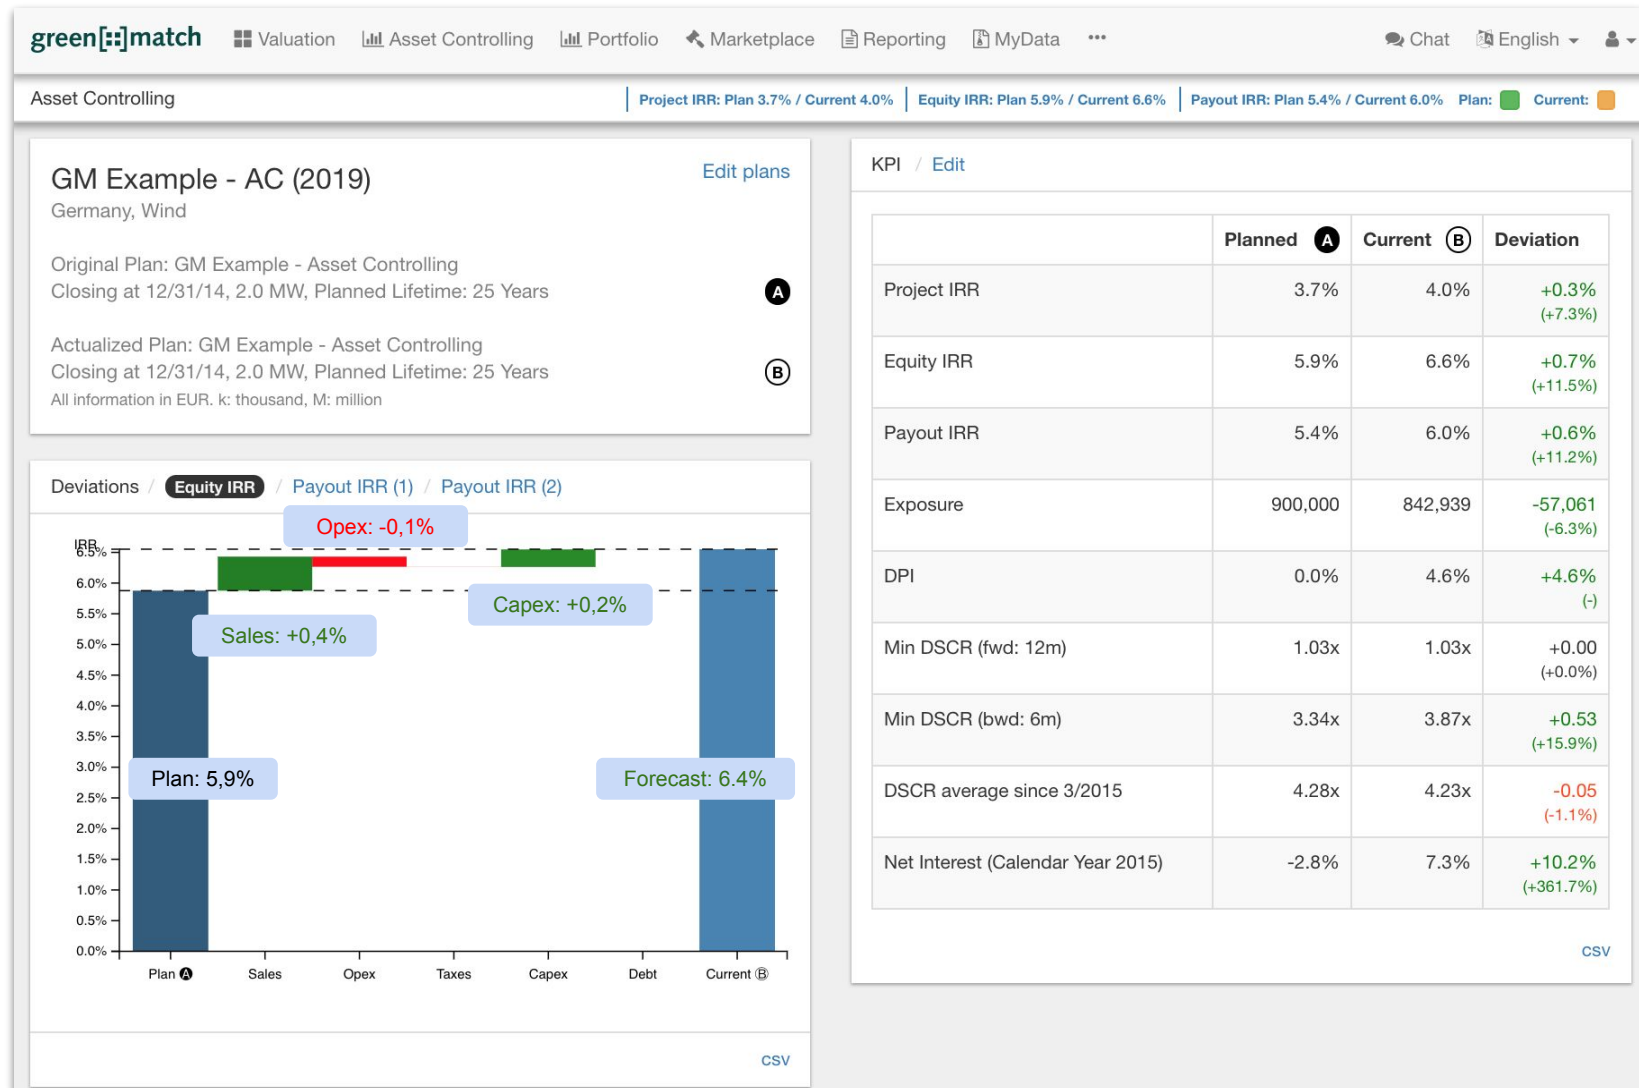 green[::]match Valuation Asset Controlling Portfolio Marketplace Reporting MyData ••• Chat English
Asset Controlling Project IRR: Plan 3.7% / Current 4.0% Equity IRR: Plan 5.9% / Current 6.6% Payout IRR: Plan 5.4% / Current 6.0% Plan: Current:
GM Example - AC (2019) Edit plans
Germany, Wind
Original Plan: GM Example - Asset Controlling
Closing at 12/31/14, 2.0 MW, Planned Lifetime: 25 Years A
Actualized Plan: GM Example - Asset Controlling
Closing at 12/31/14, 2.0 MW, Planned Lifetime: 25 Years B
All information in EUR. k: thousand, M: million
Deviations / Equity IRR / Payout IRR (1) / Payout IRR (2)
Opex: -0,1%
IRR
6.5%
6.0%
Capex: +0,2%
5.5%
Sales: +0,4%
5.0%
4.5%
4.0%
3.5%
3.0%
Plan: 5,9% Forecast: 6.4%
2.5%
2.0%
1.5%
1.0%
0.5%
0.0%
Plan A Sales Opex Taxes Capex Debt Current B
CSV
KPI / Edit
Planned A Current B Deviation
Project IRR 3.7% 4.0% +0.3%
(+7.3%)
Equity IRR 5.9% 6.6% +0.7%
(+11.5%)
Payout IRR 5.4% 6.0% +0.6%
(+11.2%)
Exposure 900,000 842,939 -57,061
(-6.3%)
DPI 0.0% 4.6% +4.6%
(-)
Min DSCR (fwd: 12m) 1.03x 1.03x +0.00
(+0.0%)
Min DSCR (bwd: 6m) 3.34x 3.87x +0.53
(+15.9%)
DSCR average since 3/2015 4.28x 4.23x -0.05
(-1.1%)
Net Interest (Calendar Year 2015) -2.8% 7.3% +10.2%
(+361.7%)
CSV